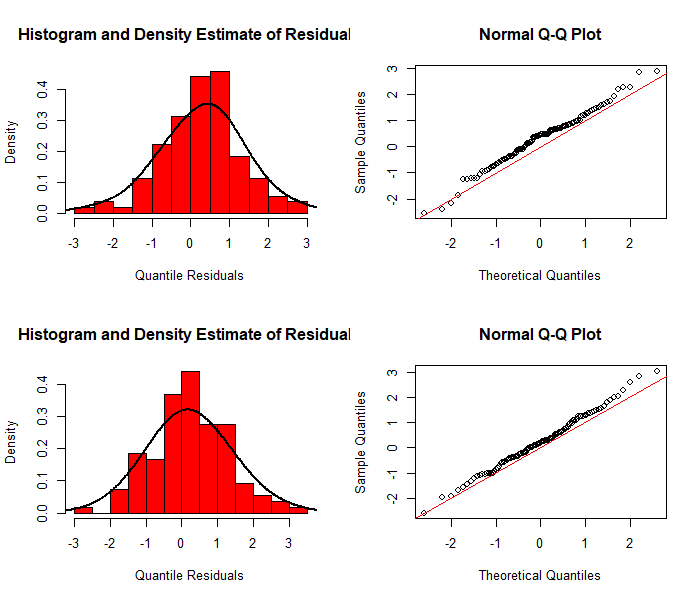 Histogram and Density Estimate of Residual
Normal Q-Q Plot
Density
0.0 0.1 0.2 0.3 0.4
-3 -2 -1 0 1 2 3
Quantile Residuals
Sample Quantiles
-2 -1 0 1 2 3
-2 -1 0 1 2
Theoretical Quantiles
Histogram and Density Estimate of Residual
Normal Q-Q Plot
Density
0.0 0.1 0.2 0.3 0.4
-3 -2 -1 0 1 2 3
Quantile Residuals
Sample Quantiles
-2 -1 0 1 2 3
-2 -1 0 1 2
Theoretical Quantiles